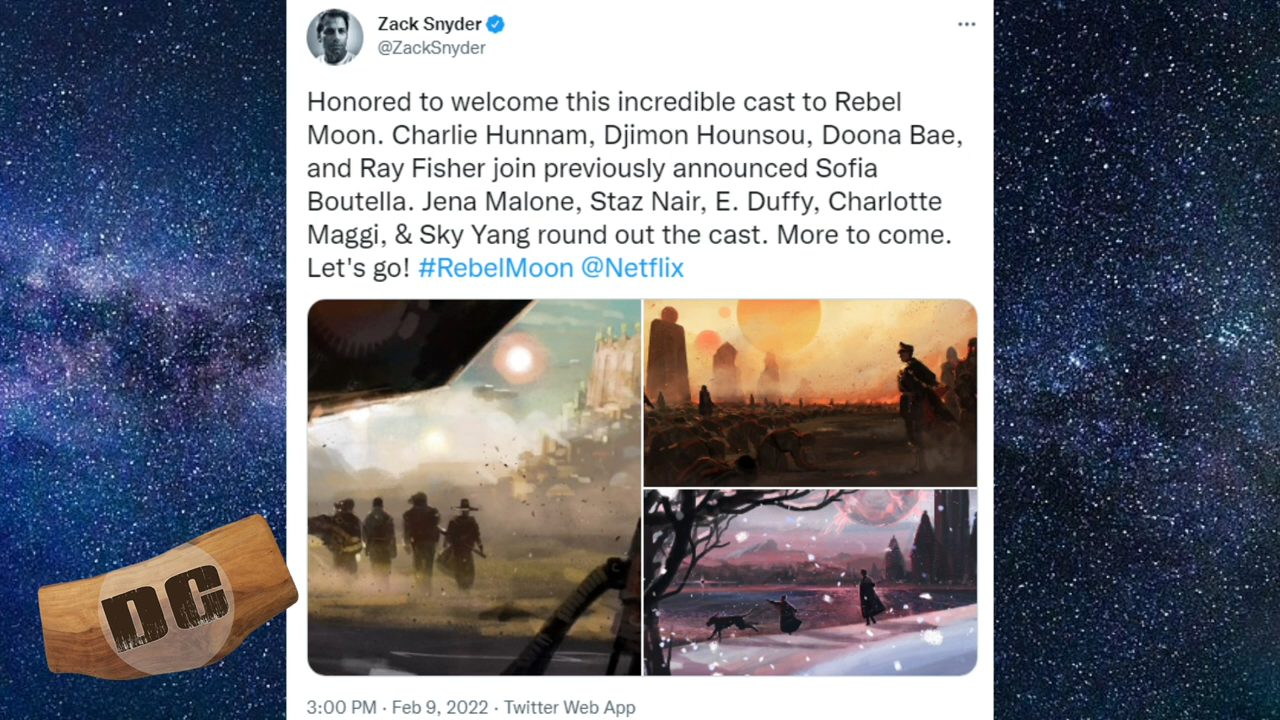 Zack Snyder
@ZackSnyder
Honored to welcome this incredible cast to Rebel
Moon. Charlie Hunnam, Djimon Hounsou, Doona Bae,
and Ray Fisher join previously announced Sofia
Boutella. Jena Malone, Staz Nair, E. Duffy, Charlotte
Maggi, & Sky Yang round out the cast. More to come.
Let's go! #RebelMoon @Netflix
DC
3:00 PM · Feb 9, 2022 · Twitter Web App